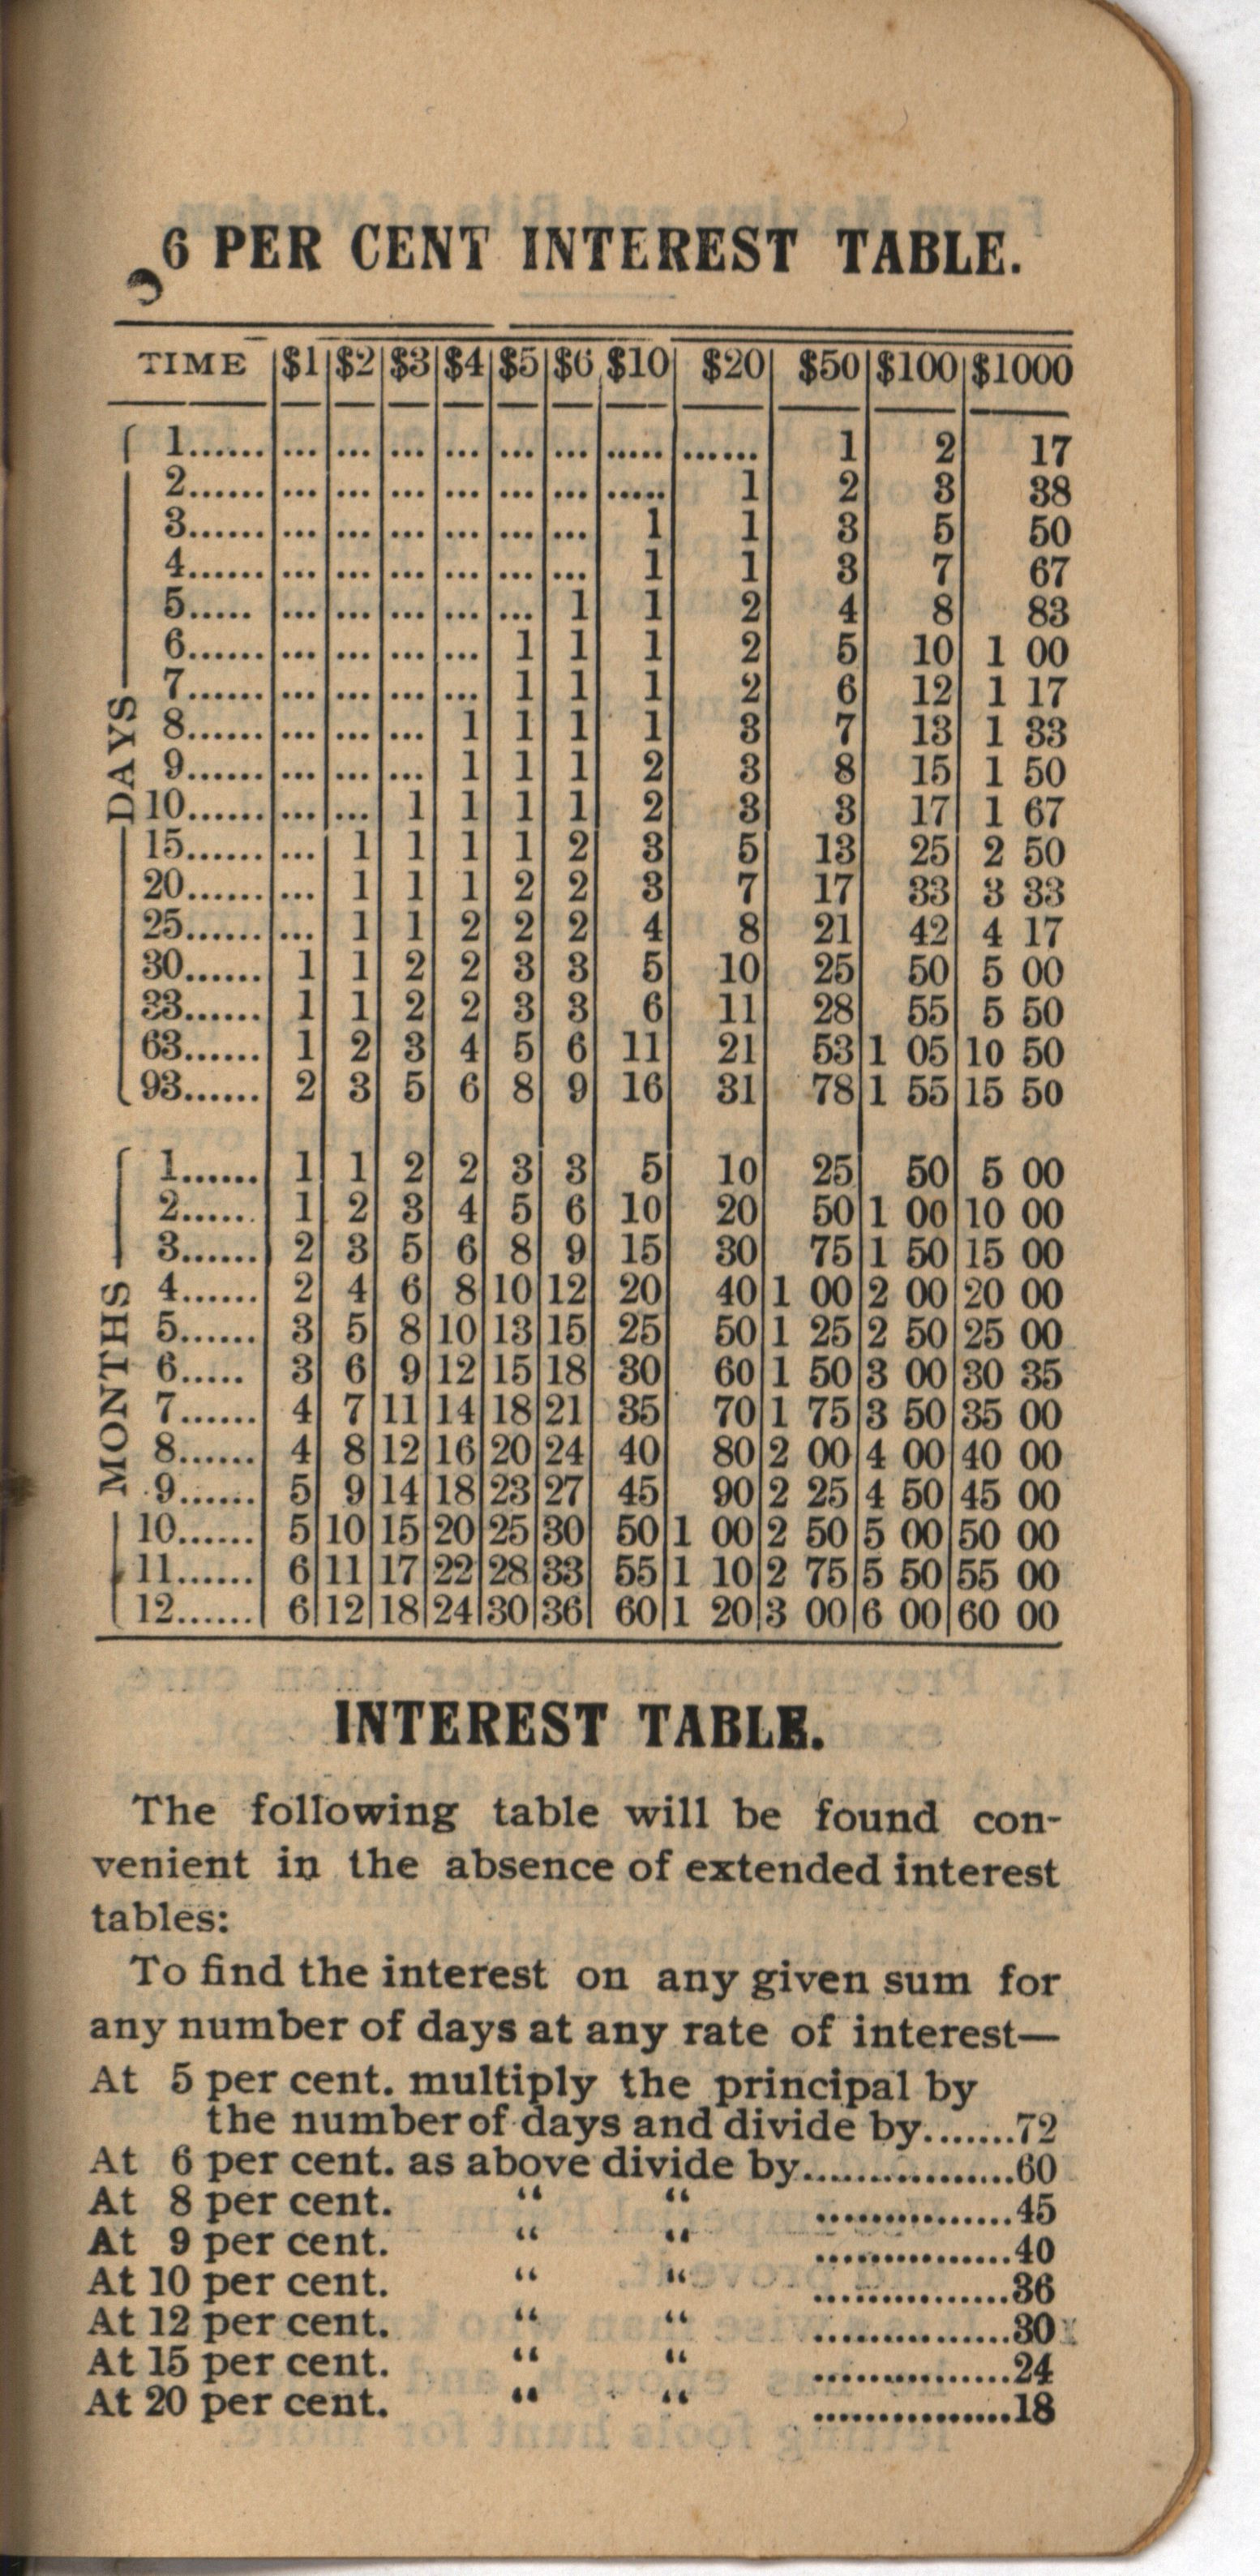 6 PER CENT INTEREST TABLE.
TIME $1 $2 $3 $4 $5 $6 $10 $20 $50 $100 $1000
DAYS
1...... ... ... ... ... ... ... ..... ...... 1 2 17
2...... ... ... ... ... ... ... ..... 1 2 3 38
3...... ... ... ... ... ... ... 1 1 3 5 50
4...... ... ... ... ... ... ... 1 1 3 7 67
5..... ... ... ... ... ... 1 1 2 4 8 83
6...... ... ... ... ... 1 1 1 2 5 10 1 00
7...... ... ... ... ... 1 1 1 2 6 12 1 17
8...... ... ... ... 1 1 1 1 3 7 13 1 33
9...... ... ... ... 1 1 1 2 3 8 15 1 50
10...... ... ... 1 1 1 1 2 3 3 17 1 67
15...... ... 1 1 1 1 2 3 5 13 25 2 50
20...... ... 1 1 1 2 2 3 7 17 33 3 33
25...... ... 1 1 2 2 2 4 8 21 42 4 17
30...... 1 1 2 2 3 3 5 10 25 50 5 00
33...... 1 1 2 2 3 3 6 11 28 55 5 50
63...... 1 2 3 4 5 6 11 21 53 1 05 10 50
93...... 2 3 5 6 8 9 16 31 78 1 55 15 50
MONTHS
1...... 1 1 2 2 3 3 5 10 25 50 5 00
2...... 1 2 3 4 5 6 10 20 50 1 00 10 00
3...... 2 3 5 6 8 9 15 30 75 1 50 15 00
4...... 2 4 6 8 10 12 20 40 1 00 2 00 20 00
5...... 3 5 8 10 13 15 25 50 1 25 2 50 25 00
6..... 3 6 9 12 15 18 30 60 1 50 3 00 30 35
7...... 4 7 11 14 18 21 35 70 1 75 3 50 35 00
8...... 4 8 12 16 20 24 40 80 2 00 4 00 40 00
9...... 5 9 14 18 23 27 45 90 2 25 4 50 45 00
10...... 5 10 15 20 25 30 50 1 00 2 50 5 00 50 00
11...... 6 11 17 22 28 33 55 1 10 2 75 5 50 55 00
12...... 6 12 18 24 30 36 60 1 20 3 00 6 00 60 00
INTEREST TABLE.
The following table will be found con-
venient in the absence of extended interest
tables:
To find the interest on any given sum for
any number of days at any rate of interest—
At 5 per cent. multiply the principal by
the number of days and divide by.......72
At 6 per cent. as above divide by................60
At 8 per cent. “ “ ...............45
At 9 per cent. “ “ ...............40
At 10 per cent. “ “ ...............36
At 12 per cent. “ “ ...............30
At 15 per cent. “ “ ...............24
At 20 per cent. “ “ ...............18